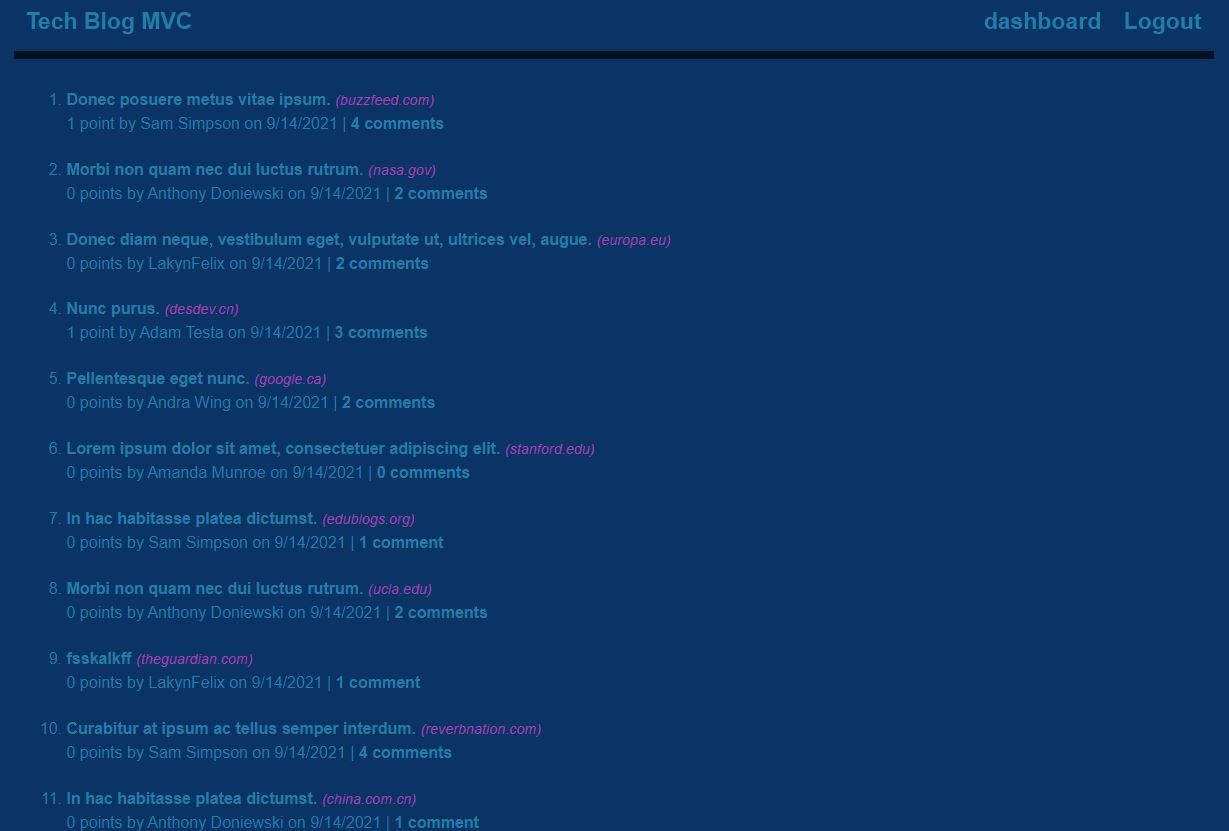 Tech Blog MVC dashboard Logout
1. Donec posuere metus vitae ipsum. (buzzfeed.com)
1 point by Sam Simpson on 9/14/2021 | 4 comments
2. Morbi non quam nec dui luctus rutrum. (nasa.gov)
0 points by Anthony Doniewski on 9/14/2021 | 2 comments
3. Donec diam neque, vestibulum eget, vulputate ut, ultrices vel, augue. (europa.eu)
0 points by LakynFelix on 9/14/2021 | 2 comments
4. Nunc purus. (desdev.cn)
1 point by Adam Testa on 9/14/2021 | 3 comments
5. Pellentesque eget nunc. (google.ca)
0 points by Andra Wing on 9/14/2021 | 2 comments
6. Lorem ipsum dolor sit amet, consectetuer adipiscing elit. (stanford.edu)
0 points by Amanda Munroe on 9/14/2021 | 0 comments
7. In hac habitasse platea dictumst. (edublogs.org)
0 points by Sam Simpson on 9/14/2021 | 1 comment
8. Morbi non quam nec dui luctus rutrum. (ucla.edu)
0 points by Anthony Doniewski on 9/14/2021 | 2 comments
9. fsskalkff (theguardian.com)
0 points by LakynFelix on 9/14/2021 | 1 comment
10. Curabitur at ipsum ac tellus semper interdum. (reverbnation.com)
0 points by Sam Simpson on 9/14/2021 | 4 comments
11. In hac habitasse platea dictumst. (china.com.cn)
0 points by Anthony Doniewski on 9/14/2021 | 1 comment